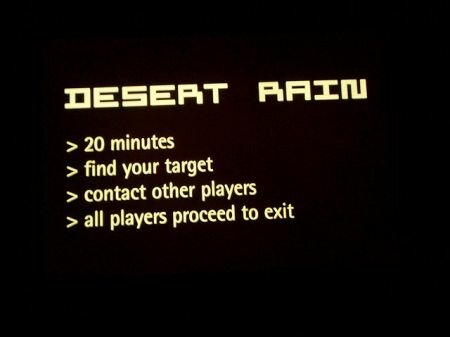 DESERT RAIN
> 20 minutes
> find your target
> contact other players
> all players proceed to exit